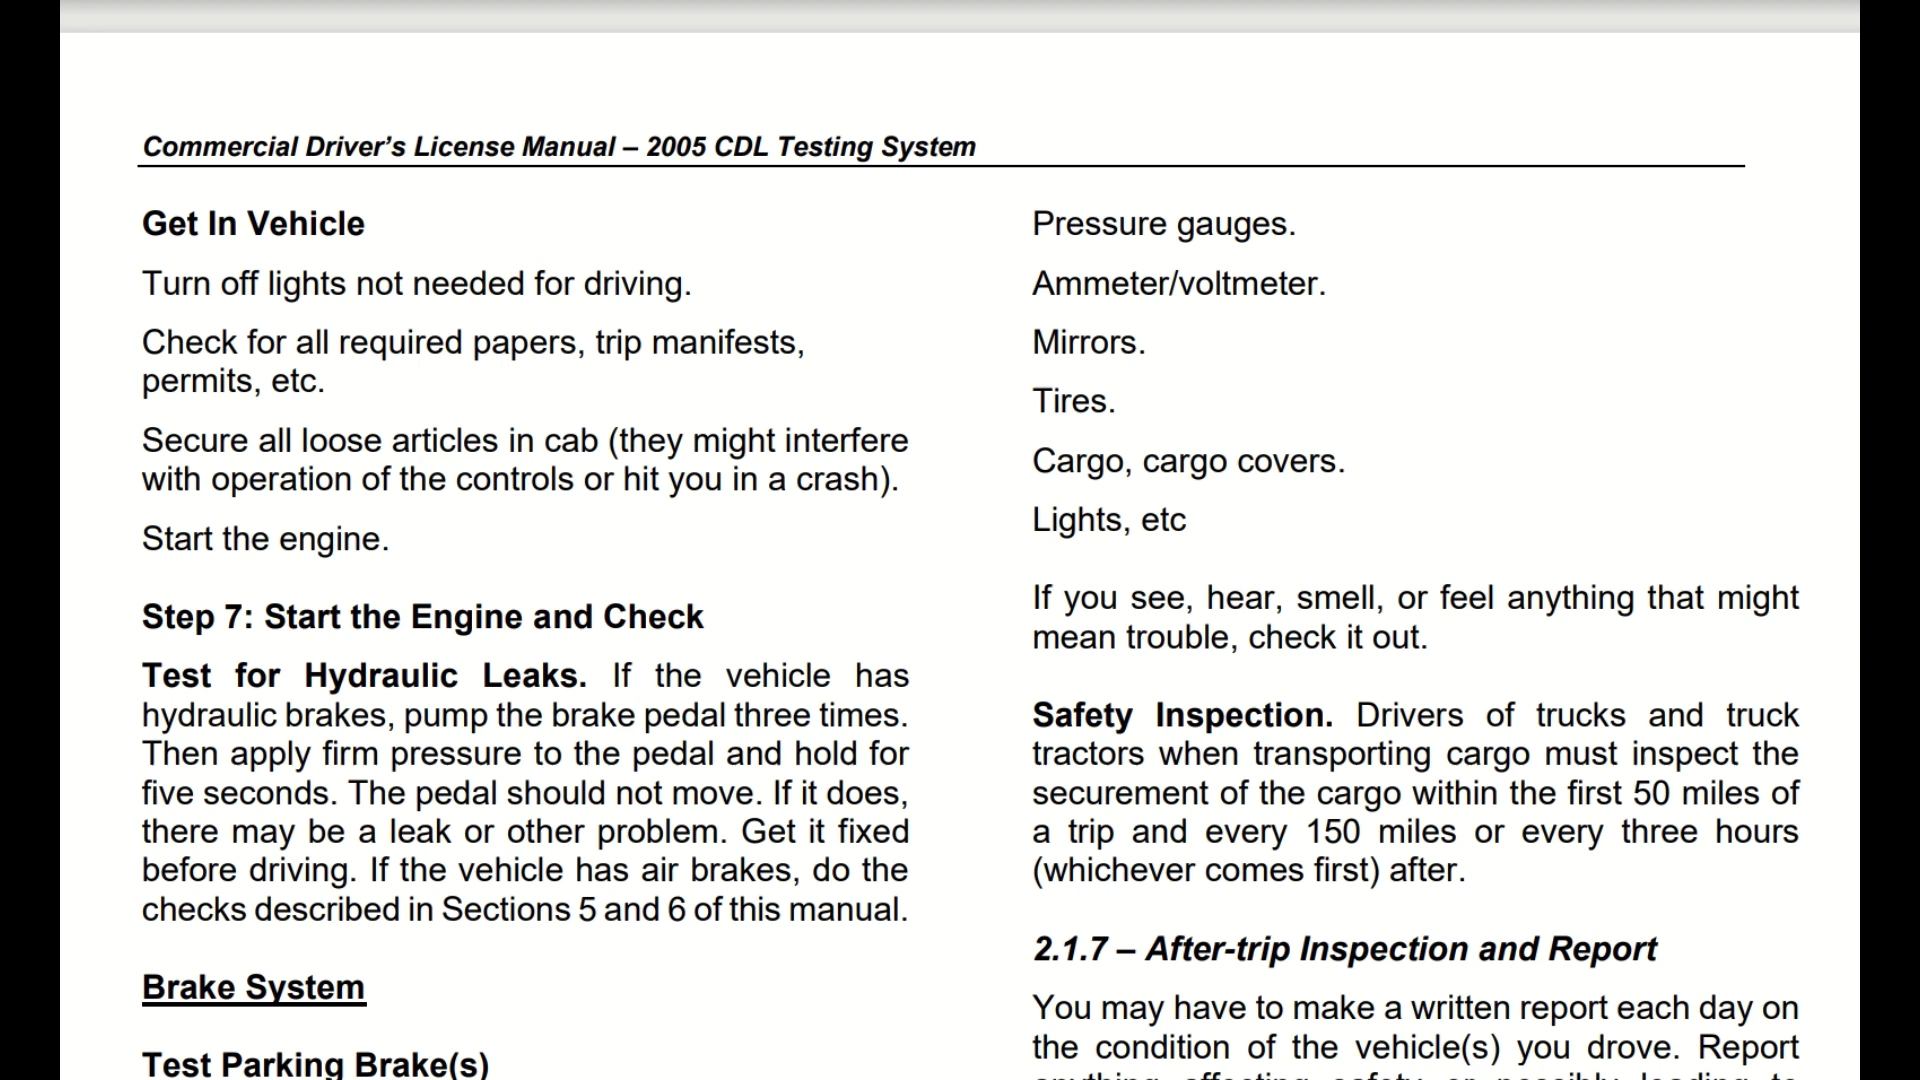 Commercial Driver’s License Manual – 2005 CDL Testing System
Get In Vehicle
Turn off lights not needed for driving.
Check for all required papers, trip manifests,
permits, etc.
Secure all loose articles in cab (they might interfere
with operation of the controls or hit you in a crash).
Start the engine.
Step 7: Start the Engine and Check
Test for Hydraulic Leaks. If the vehicle has
hydraulic brakes, pump the brake pedal three times.
Then apply firm pressure to the pedal and hold for
five seconds. The pedal should not move. If it does,
there may be a leak or other problem. Get it fixed
before driving. If the vehicle has air brakes, do the
checks described in Sections 5 and 6 of this manual.
Brake System
Test Parking Brake(s)
Pressure gauges.
Ammeter/voltmeter.
Mirrors.
Tires.
Cargo, cargo covers.
Lights, etc
If you see, hear, smell, or feel anything that might
mean trouble, check it out.
Safety Inspection. Drivers of trucks and truck
tractors when transporting cargo must inspect the
securement of the cargo within the first 50 miles of
a trip and every 150 miles or every three hours
(whichever comes first) after.
2.1.7 – After-trip Inspection and Report
You may have to make a written report each day on
the condition of the vehicle(s) you drove. Report
anything affecting safety or possibly leading to